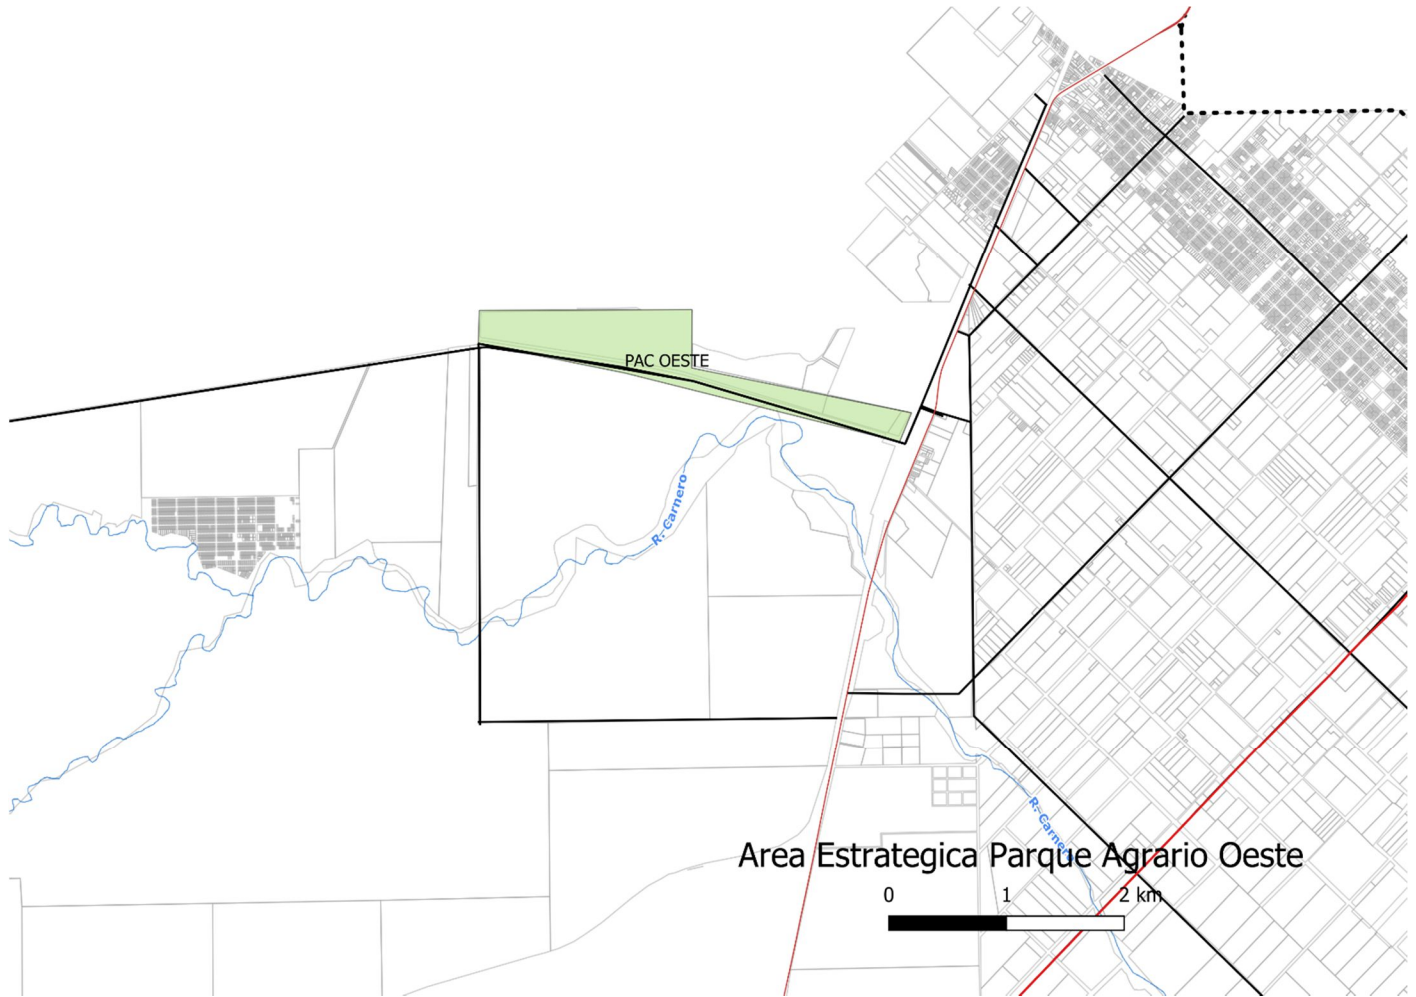 PAC OESTE
R. Carnero
R. Carnero
Area Estrategica Parque Agrario Oeste
0 1 2 km